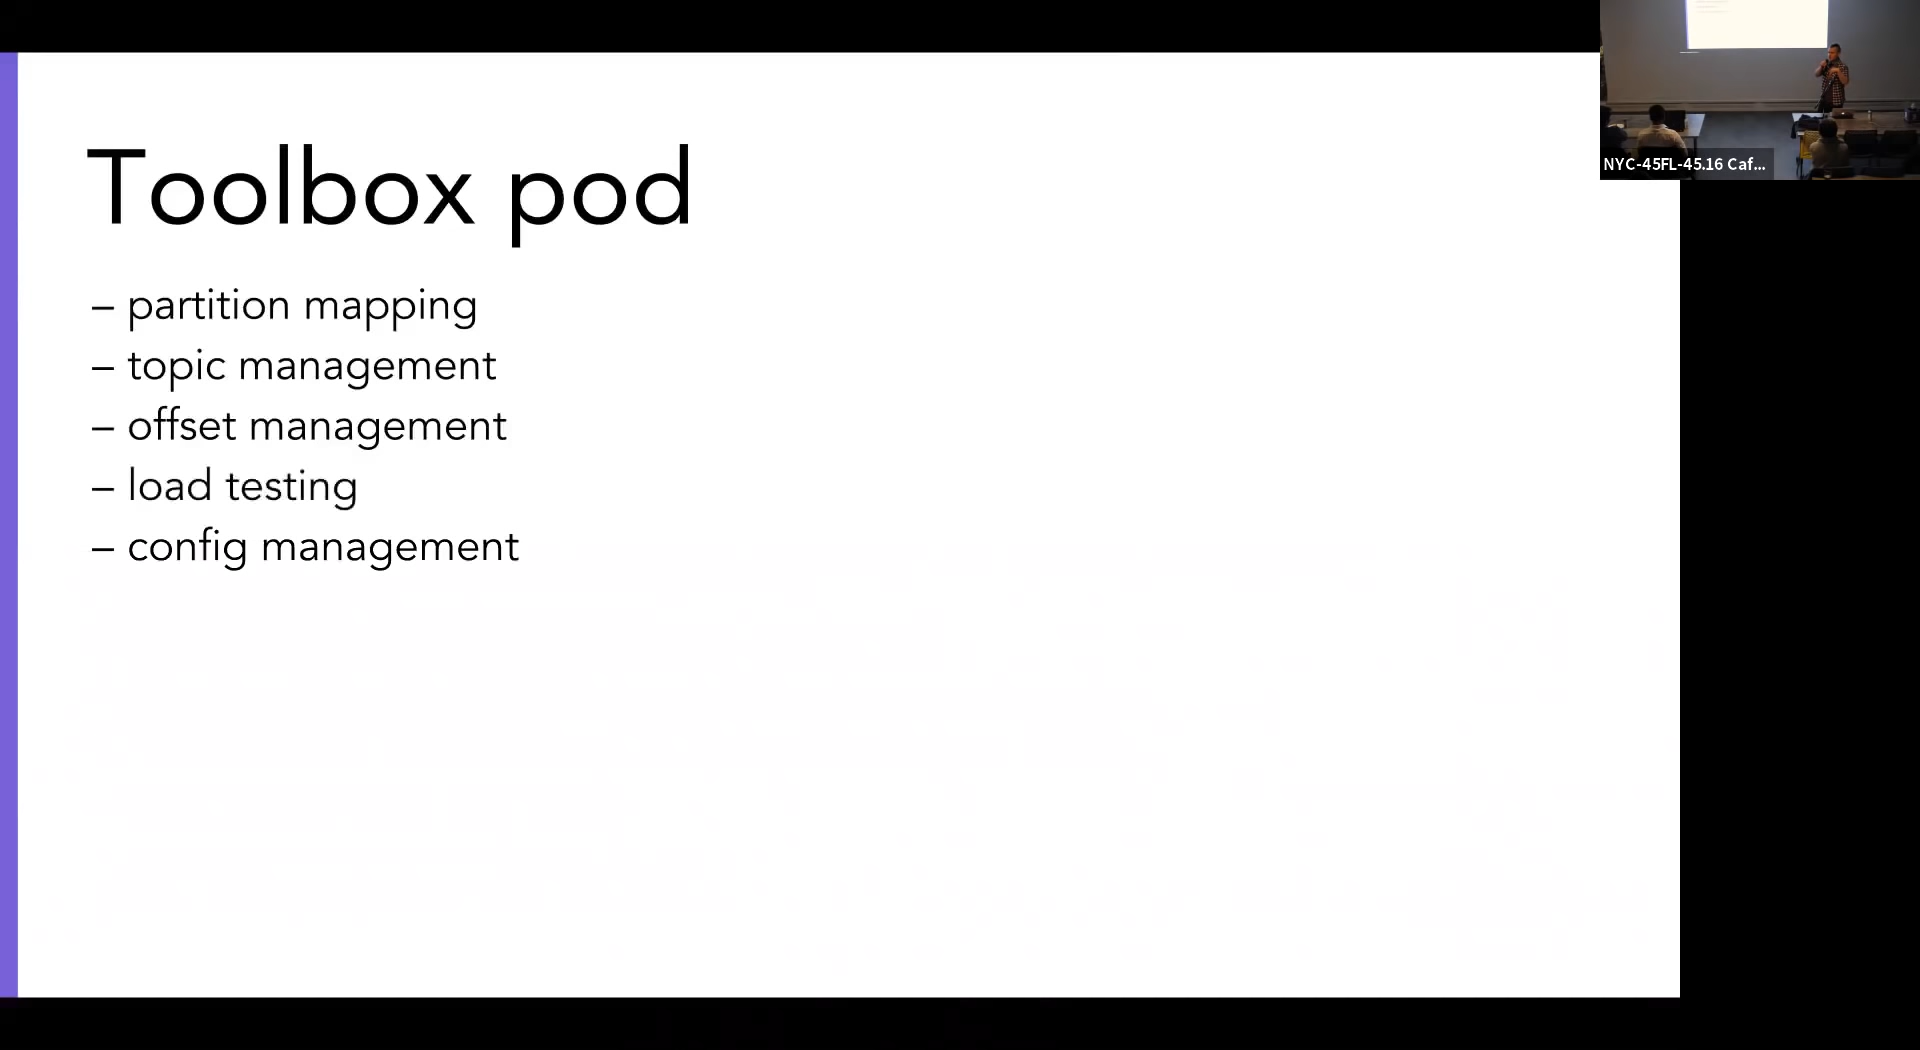 Toolbox pod
– partition mapping
– topic management
– offset management
– load testing
– config management
NYC-45FL-45.16 Caf...